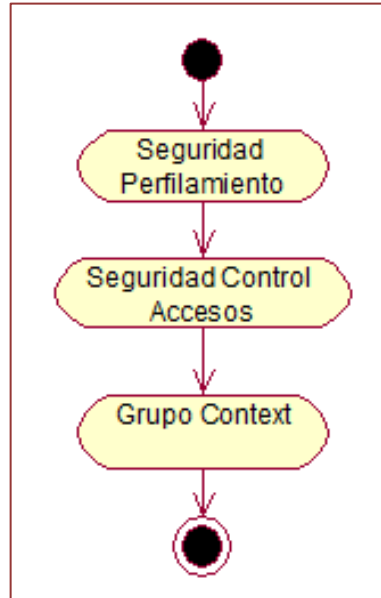 Seguridad
Perfilamiento
Seguridad Control
Accesos
Grupo Context